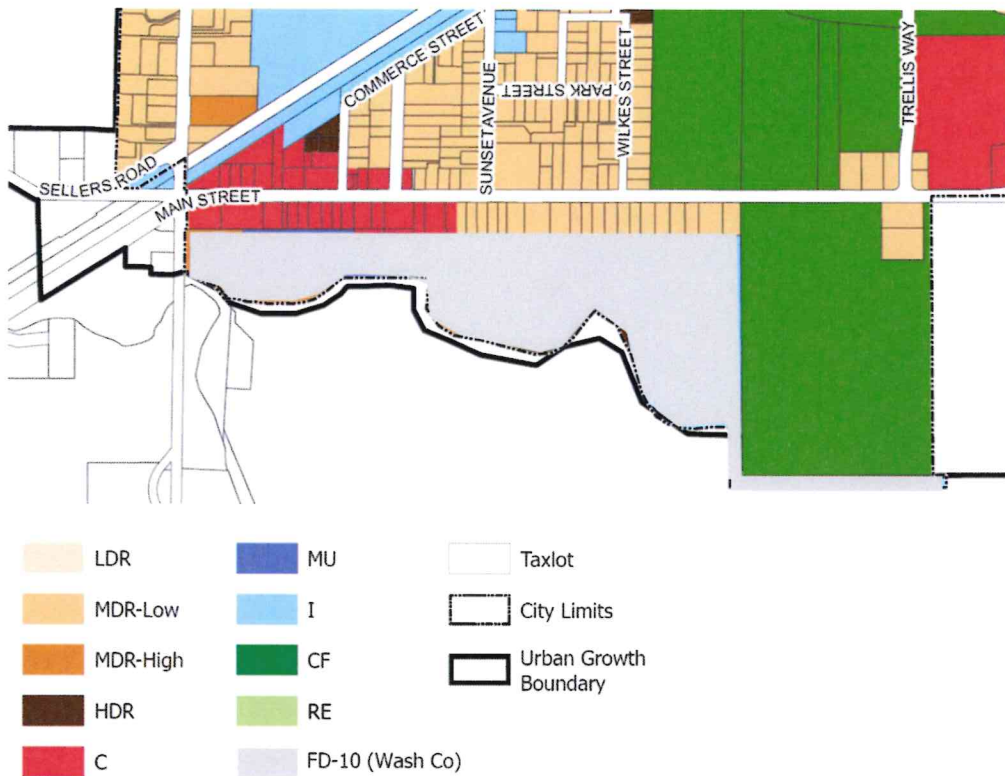 TRELLIS WAY
COMMERCE STREET
SUNSET AVENUE
PARK
STREET
WILKES STREET
SELLERS ROAD
MAIN STREET
LDR
MU
Taxlot
MDR-Low
I
City Limits
MDR-High
CF
Urban Growth
Boundary
HDR
RE
C
FD-10 (Wash Co)